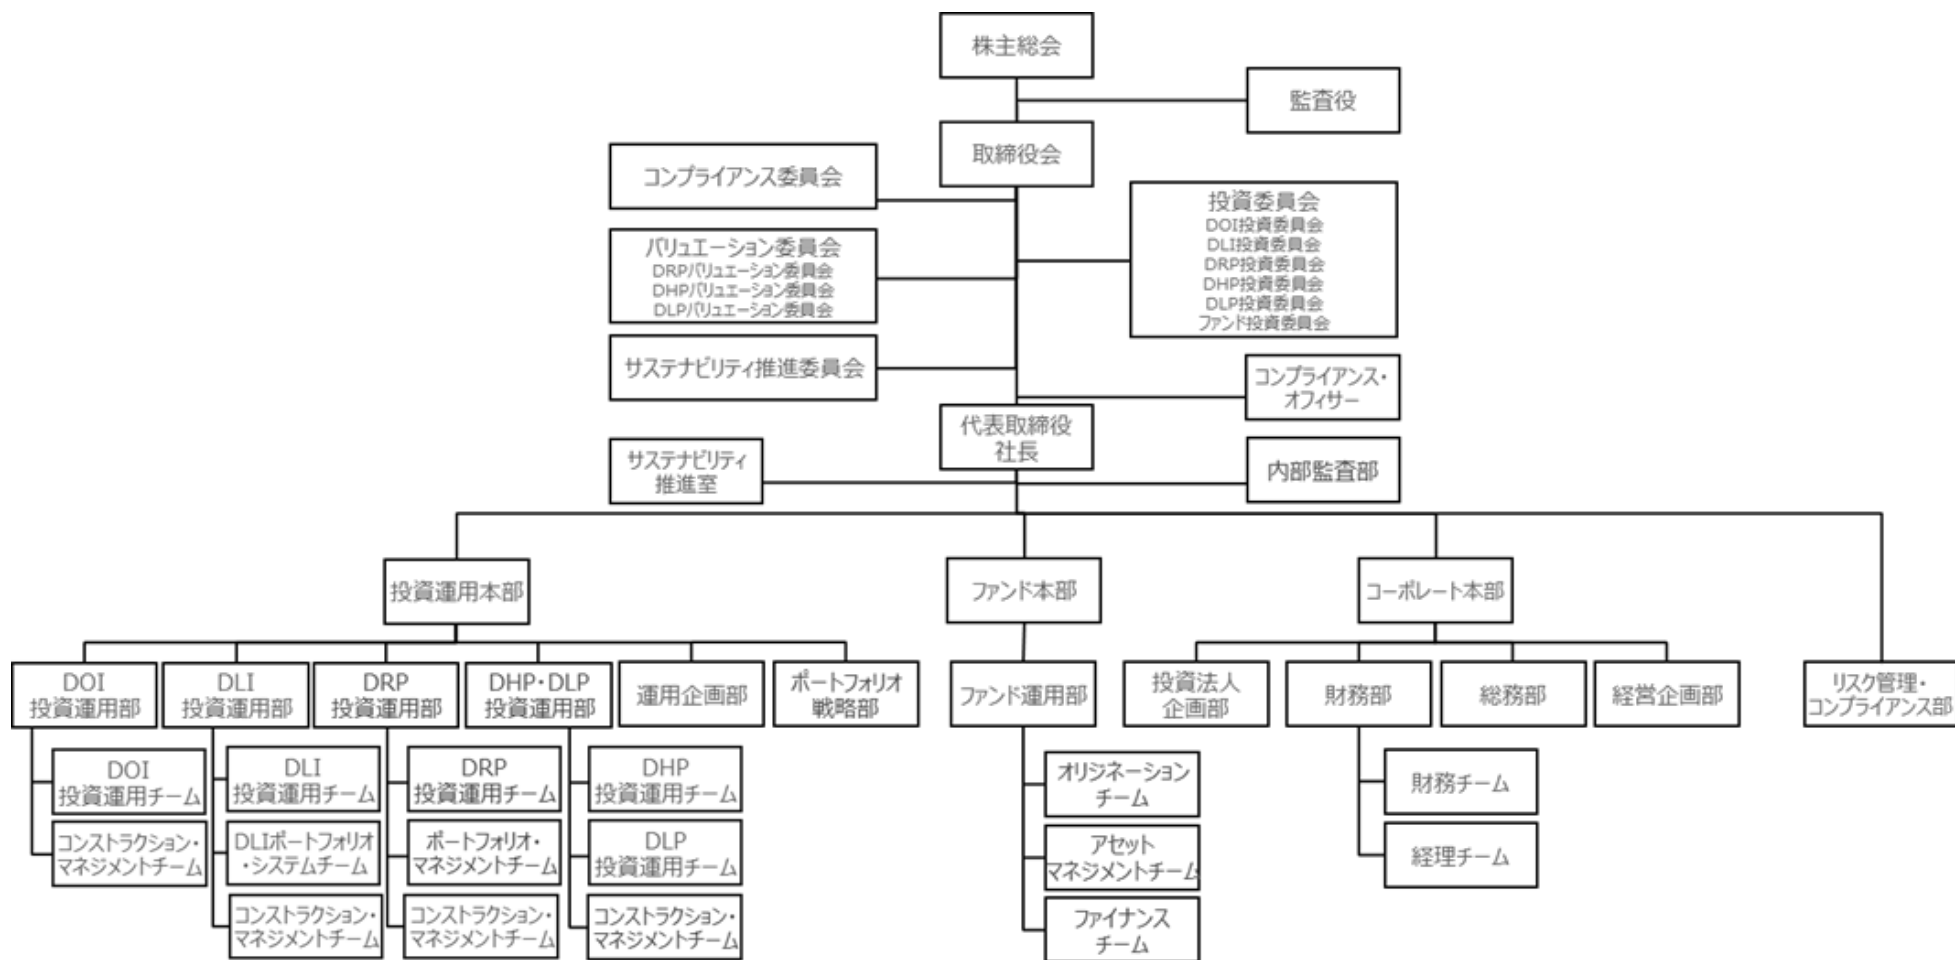 株主総会
監査役
取締役会
コンプライアンス委員会
投資委員会
DOI投資委員会
DLI投資委員会
DRP投資委員会
DHP投資委員会
DLP投資委員会
ファンド投資委員会
バリュエーション委員会
DRPバリュエーション委員会
DHPバリュエーション委員会
DLPバリュエーション委員会
サステナビリティ推進委員会
コンプライアンス・
オフィサー
代表取締役
社長
サステナビリティ
推進室
内部監査部
投資運用本部
ファンド本部
コーポレート本部
DOI
投資運用部
DLI
投資運用部
DRP
投資運用部
DHP・DLP
投資運用部
運用企画部
ポートフォリオ
戦略部
ファンド運用部
投資法人
企画部
財務部
総務部
経営企画部
リスク管理・
コンプライアンス部
DOI
投資運用チーム
コンストラクション・
マネジメントチーム
DLI
投資運用チーム
DLIポートフォリオ
・システムチーム
コンストラクション・
マネジメントチーム
DRP
投資運用チーム
ポートフォリオ・
マネジメントチーム
コンストラクション・
マネジメントチーム
DHP
投資運用チーム
DLP
投資運用チーム
コンストラクション・
マネジメントチーム
オリジネーション
チーム
アセット
マネジメントチーム
ファイナンス
チーム
財務チーム
経理チーム